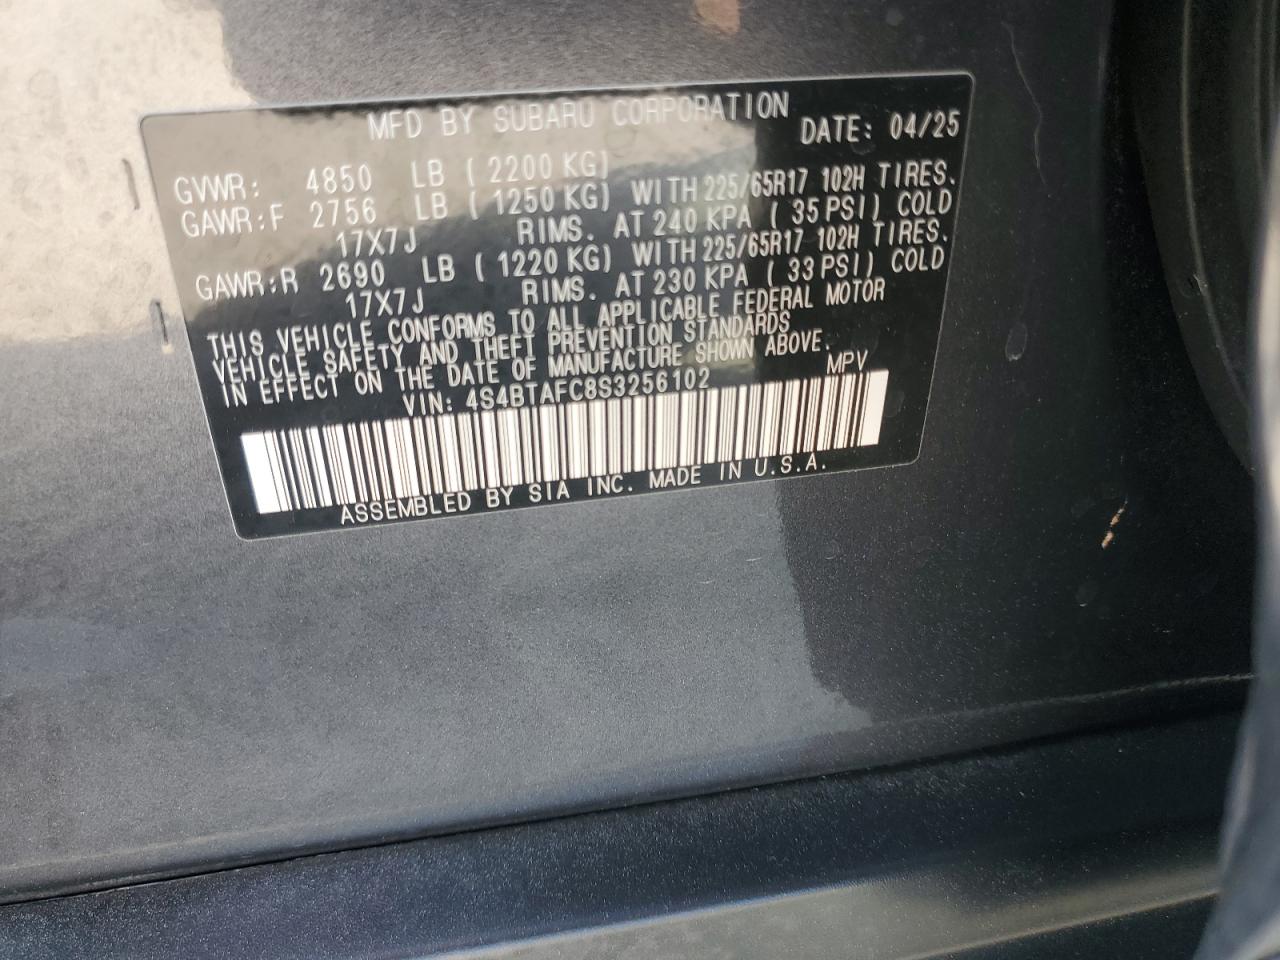 MFD BY SUBARU CORPORATION DATE: 04/25
GVWR: 4850 LB ( 2200 KG)
GAWR:F 2756 LB ( 1250 KG) WITH 225/65R17 102H TIRES.
17X7J RIMS. AT 240 KPA ( 35 PSI) COLD
GAWR:R 2690 LB ( 1220 KG) WITH 225/65R17 102H TIRES.
17X7J RIMS. AT 230 KPA ( 33 PSI) COLD
THIS VEHICLE CONFORMS TO ALL APPLICABLE FEDERAL MOTOR
VEHICLE SAFETY AND THEFT PREVENTION STANDARDS
IN EFFECT ON THE DATE OF MANUFACTURE SHOWN ABOVE.
VIN: 4S4BTAFC8S3256102 MPV
ASSEMBLED BY SIA INC. MADE IN U.S.A.